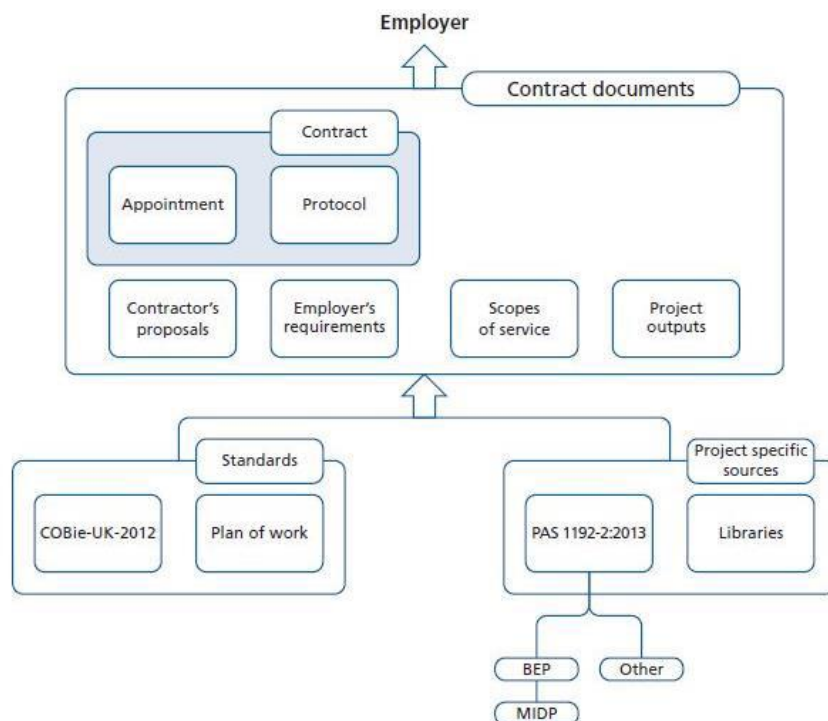 Employer
Contract documents
Contract
Appointment
Protocol
Contractor's
proposals
Employer's
requirements
Scopes
of service
Project
outputs
Standards
COBie-UK-2012
Plan of work
Project specific
sources
PAS 1192-2:2013
Libraries
BEP
Other
MIDP